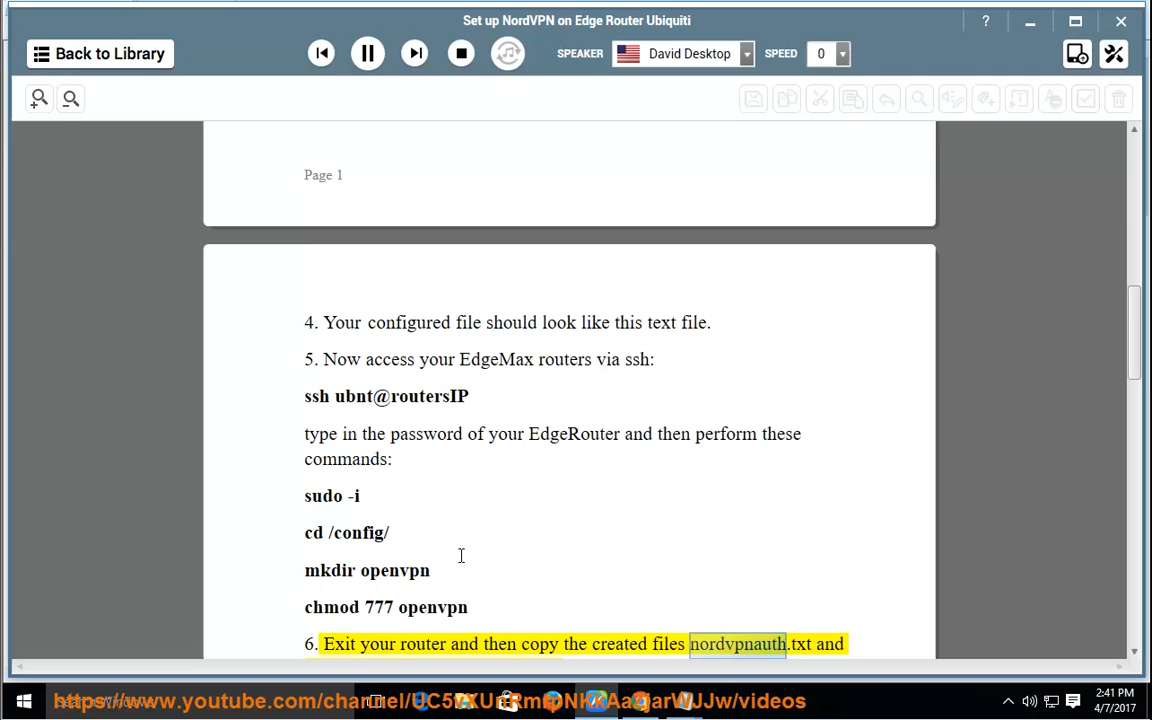 Set up NordVPN on Edge Router Ubiquiti
?
Back to Library
SPEAKER
David Desktop
SPEED
0
Page 1
4. Your configured file should look like this text file.
5. Now access your EdgeMax routers via ssh:
ssh ubnt@routersIP
type in the password of your EdgeRouter and then perform these
commands:
sudo -i
cd /config/
mkdir openvpn
chmod 777 openvpn
6. Exit your router and then copy the created files nordvpnauth.txt and
2:41 PM
4/7/2017